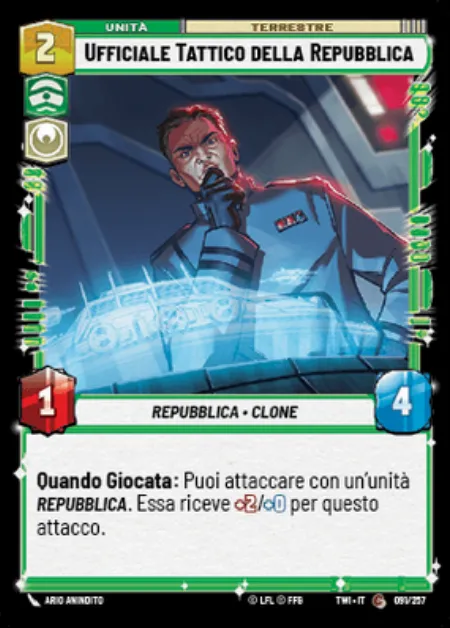 UNITÀ
TERRESTRE
2
UFFICIALE TATTICO DELLA REPUBBLICA
1
REPUBBLICA • CLONE
4
Quando Giocata: Puoi attaccare con un'unità
REPUBBLICA. Essa riceve +2/+0 per questo
attacco.
ARIO ANINDITO
© LFL © FFG
TWI • IT
C
091/257